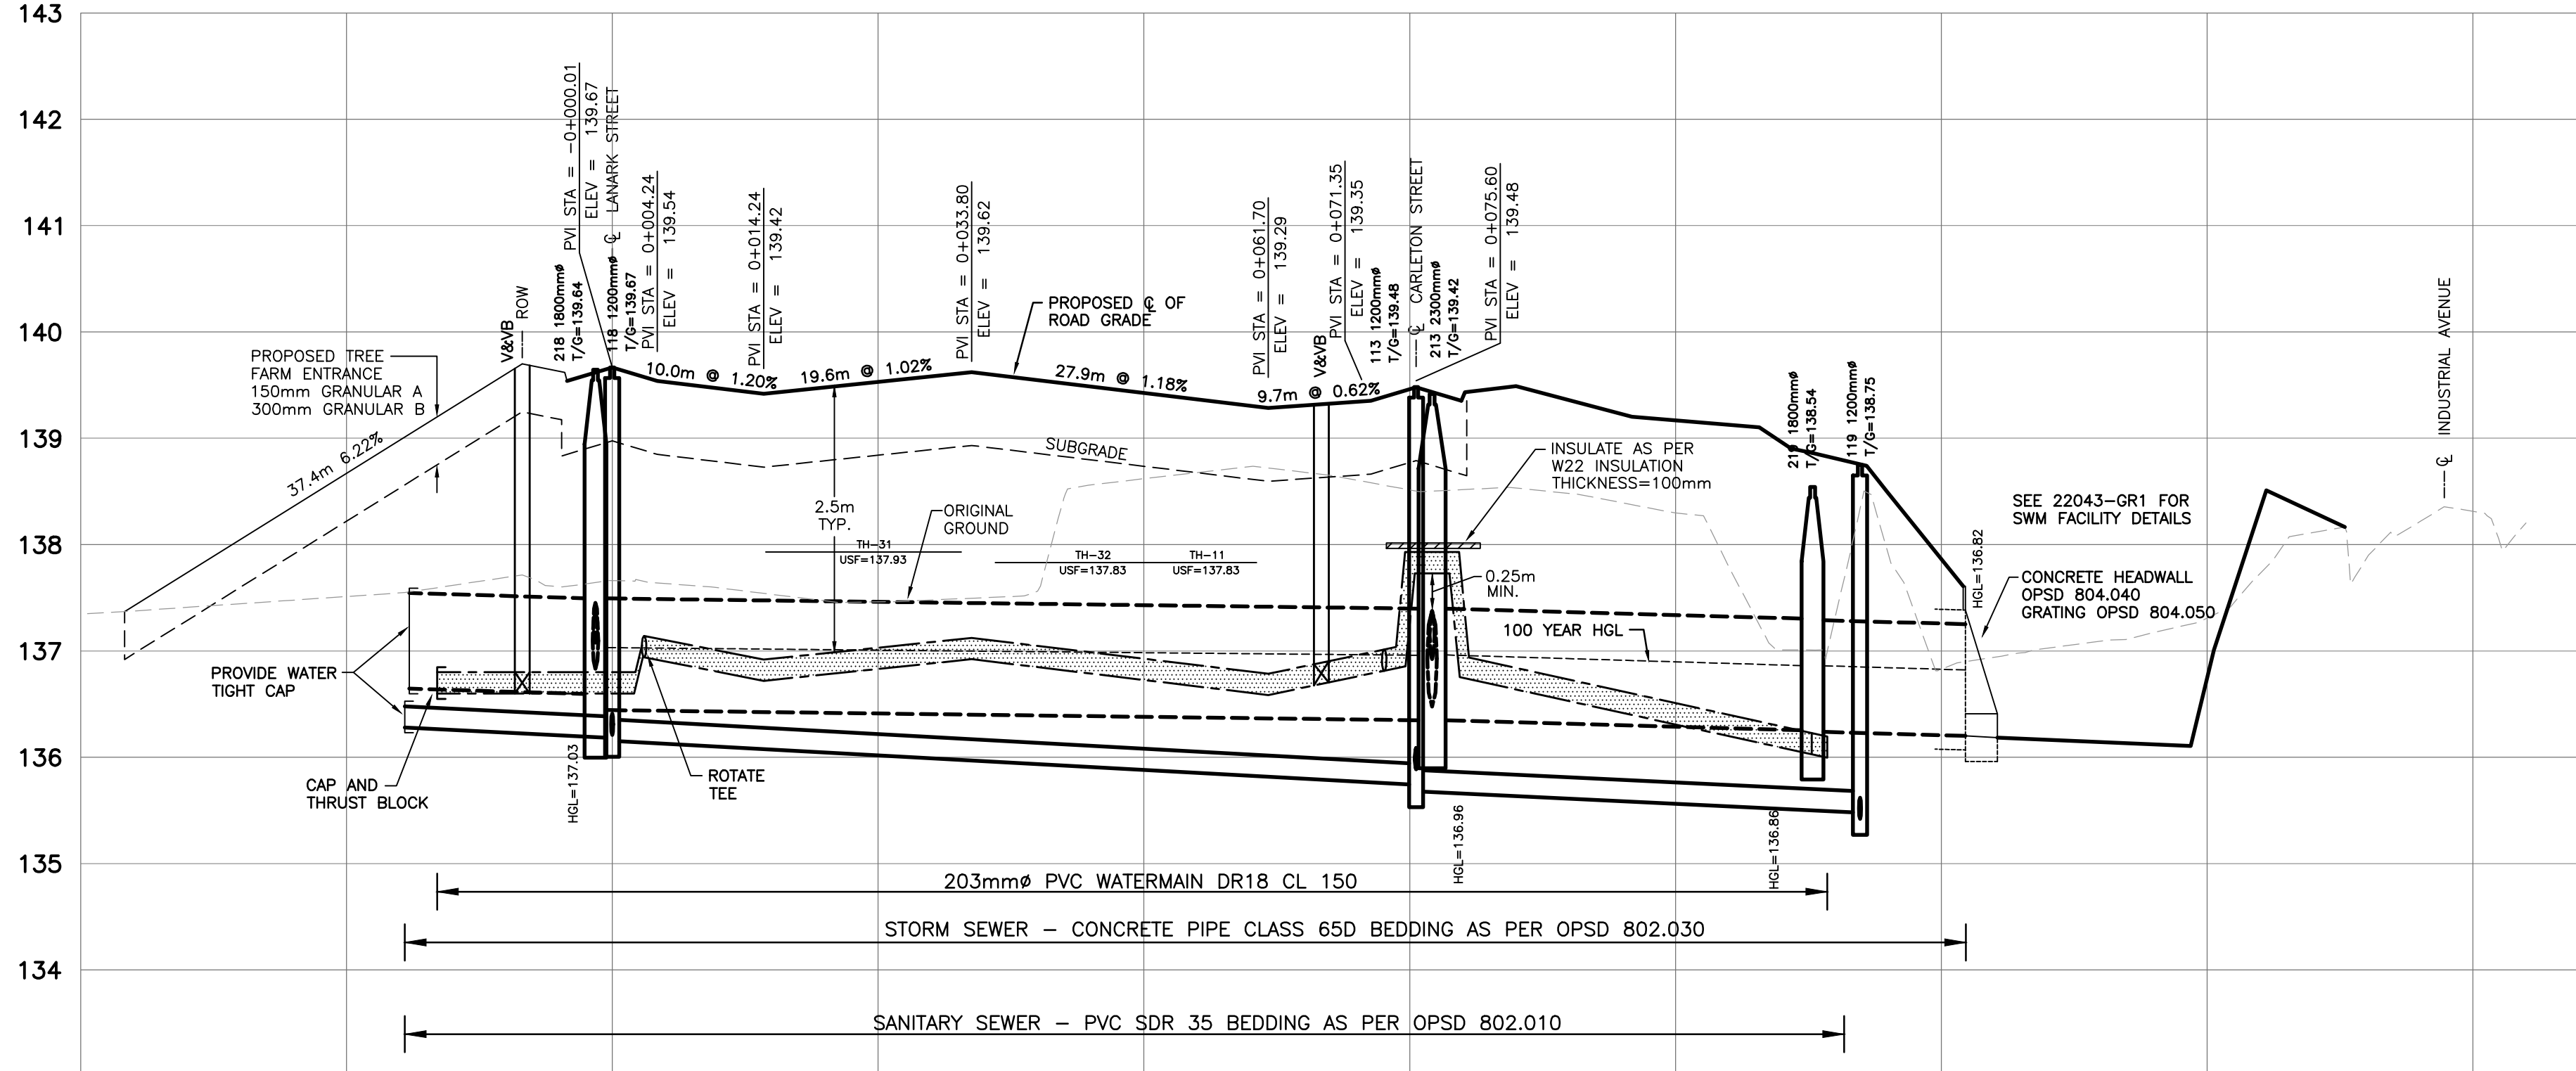 143
142
141
140
139
138
137
136
135
134
PROPOSED TREE
FARM ENTRANCE
150mm GRANULAR A
300mm GRANULAR B
37.4m 6.22%
V&VB
ROW
218 1800mmø
T/G=139.64
PVI STA = -0+000.01
ELEV = 139.67
℄ LANARK STREET
118 1200mmø
T/G=139.67
PVI STA = 0+004.24
ELEV = 139.54
10.0m @ 1.20%
PVI STA = 0+014.24
ELEV = 139.42
19.6m @ 1.02%
PVI STA = 0+033.80
ELEV = 139.62
PROPOSED ℄ OF
ROAD GRADE
27.9m @ 1.18%
PVI STA = 0+061.70
ELEV = 139.29
9.7m @ 0.62%
V&VB
PVI STA = 0+071.35
ELEV = 139.35
113 1200mmø
T/G=139.48
℄ CARLETON STREET
213 2300mmø
T/G=139.42
PVI STA = 0+075.60
ELEV = 139.48
SUBGRADE
2.5m
TYP.
ORIGINAL
GROUND
TH-31
USF=137.93
TH-32
USF=137.83
TH-11
USF=137.83
INSULATE AS PER
W22 INSULATION
THICKNESS=100mm
0.25m
MIN.
100 YEAR HGL
1800mmø
T/G=138.54
119 1200mmø
T/G=138.75
SEE 22043-GR1 FOR
SWM FACILITY DETAILS
HGL=136.82
CONCRETE HEADWALL
OPSD 804.040
GRATING OPSD 804.050
℄ INDUSTRIAL AVENUE
PROVIDE WATER
TIGHT CAP
CAP AND
THRUST BLOCK
HGL=137.03
ROTATE
TEE
HGL=136.96
HGL=136.86
203mmø PVC WATERMAIN DR18 CL 150
STORM SEWER - CONCRETE PIPE CLASS 65D BEDDING AS PER OPSD 802.030
SANITARY SEWER - PVC SDR 35 BEDDING AS PER OPSD 802.010